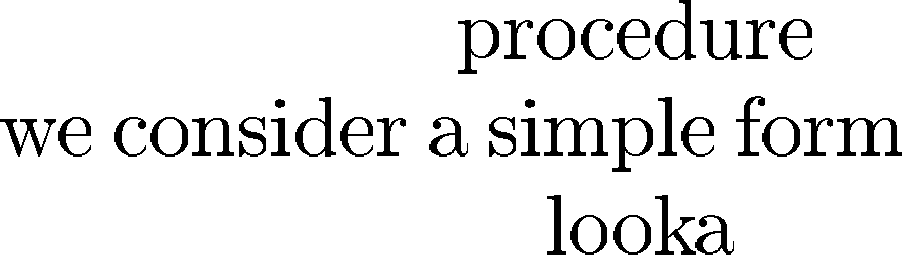 procedure
we consider a simple form
looka